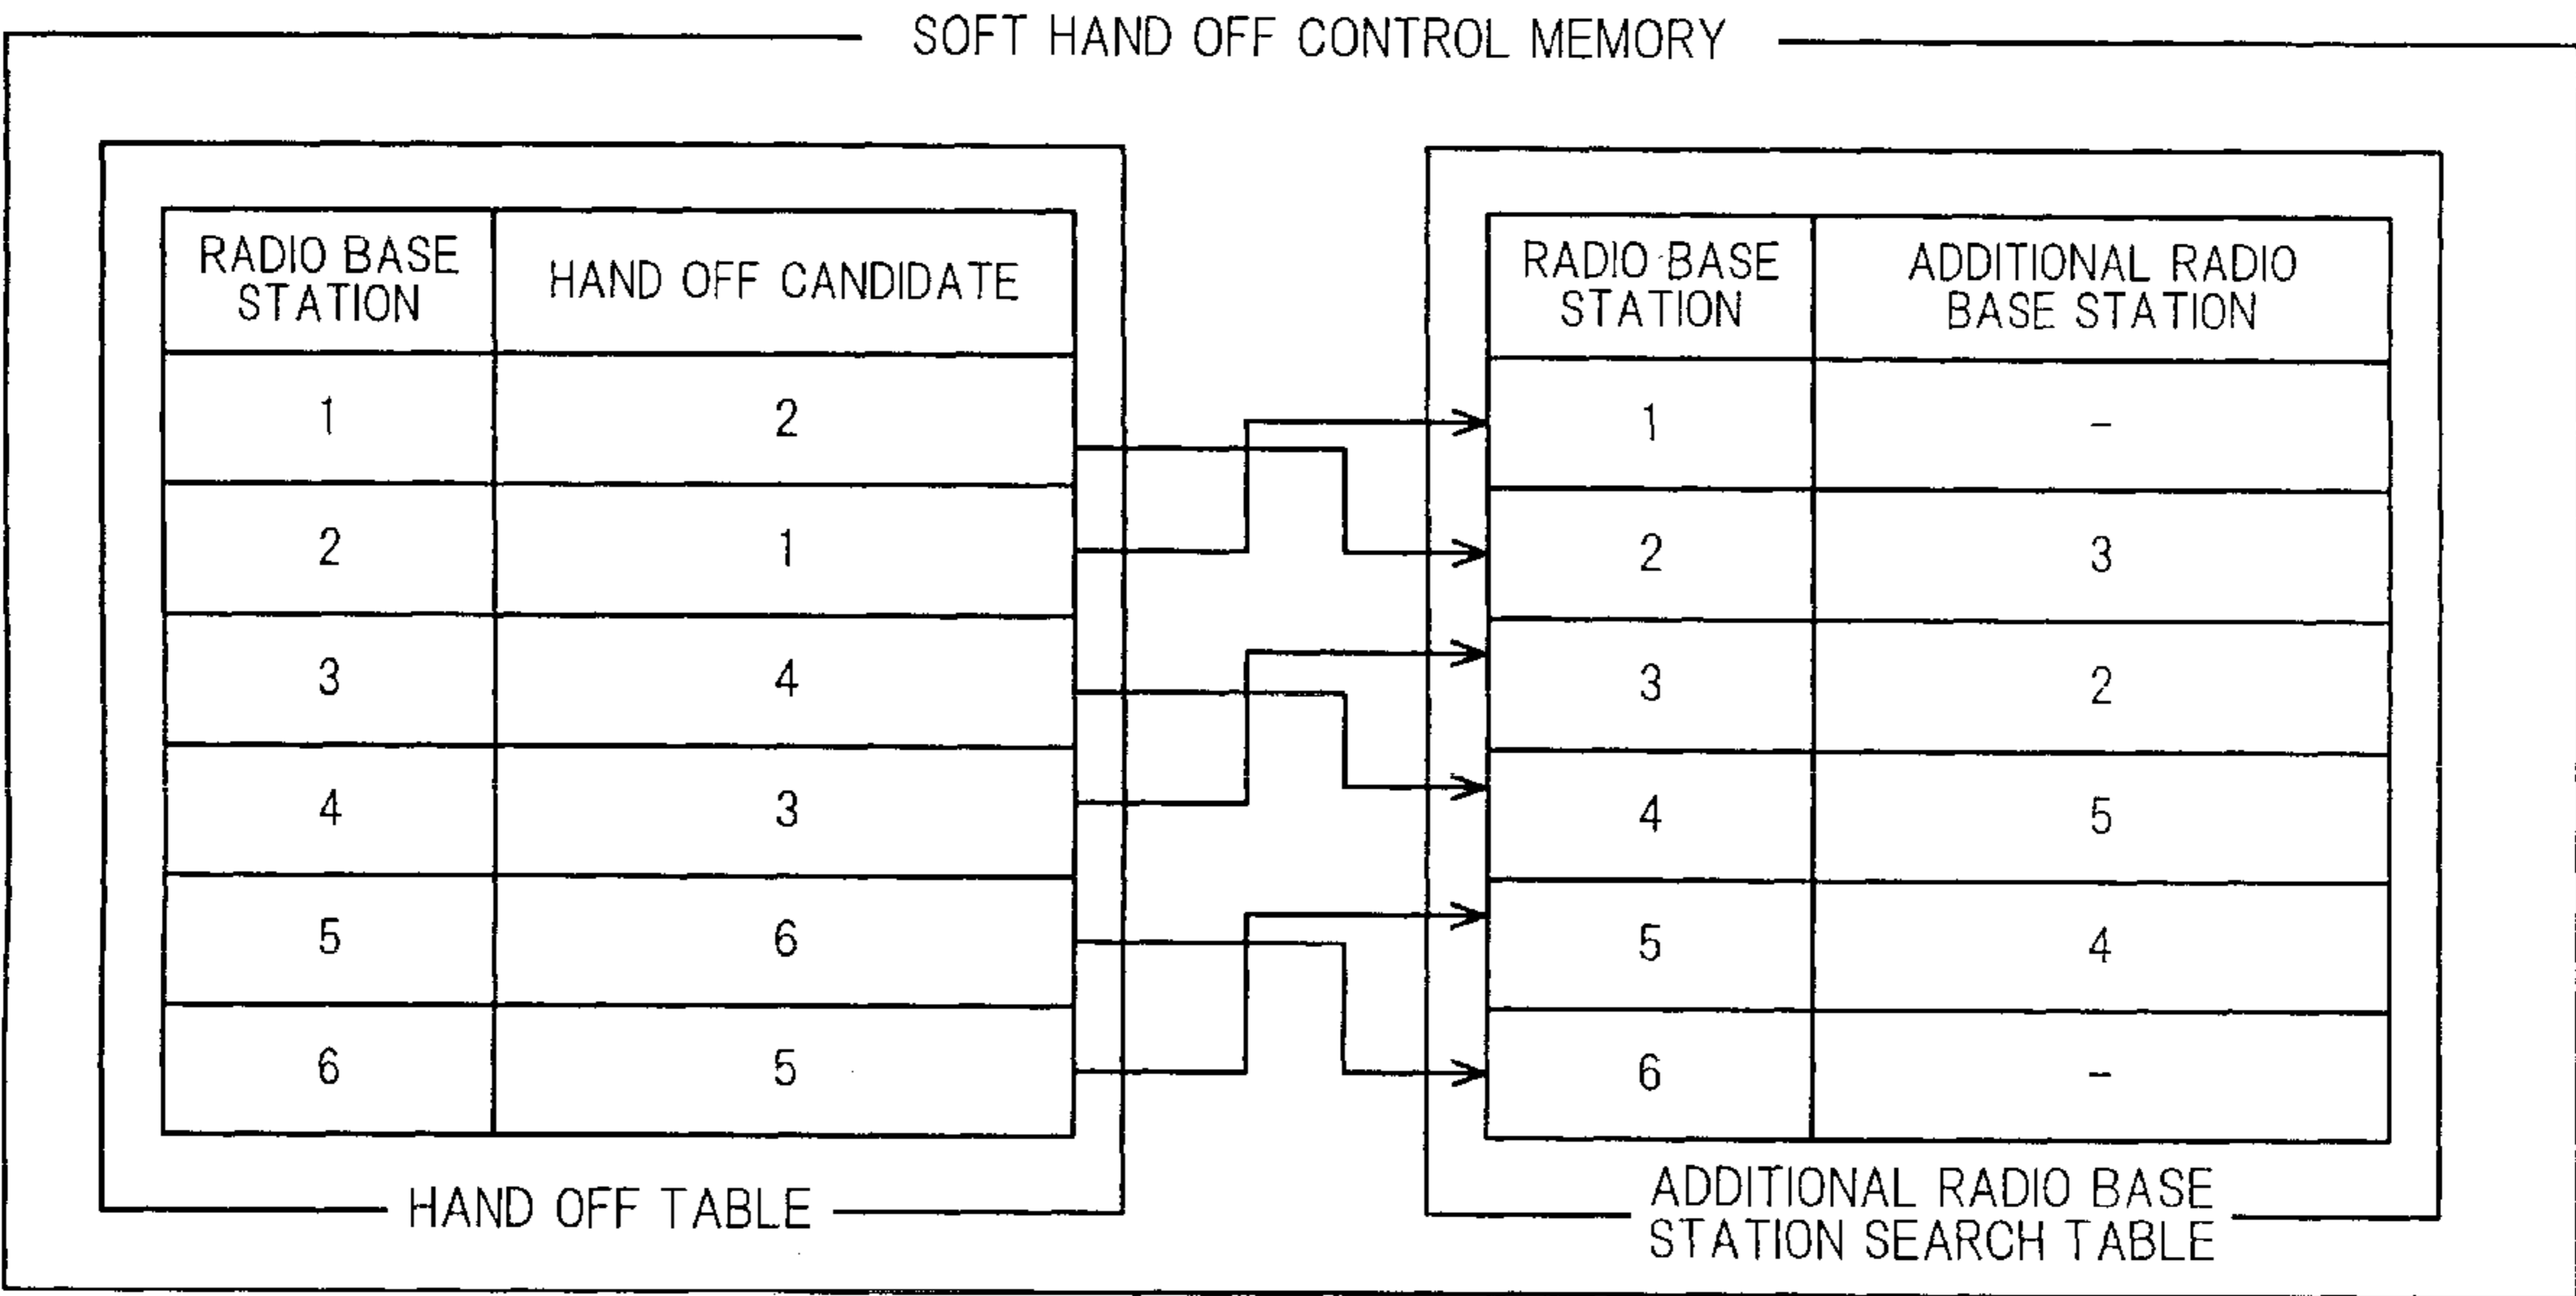 SOFT HAND OFF CONTROL MEMORY
RADIO BASE
STATION
HAND OFF CANDIDATE
1 2
2 1
3 4
4 3
5 6
6 5
HAND OFF TABLE
RADIO BASE
STATION
ADDITIONAL RADIO
BASE STATION
1 -
2 3
3 2
4 5
5 4
6 -
ADDITIONAL RADIO BASE
STATION SEARCH TABLE